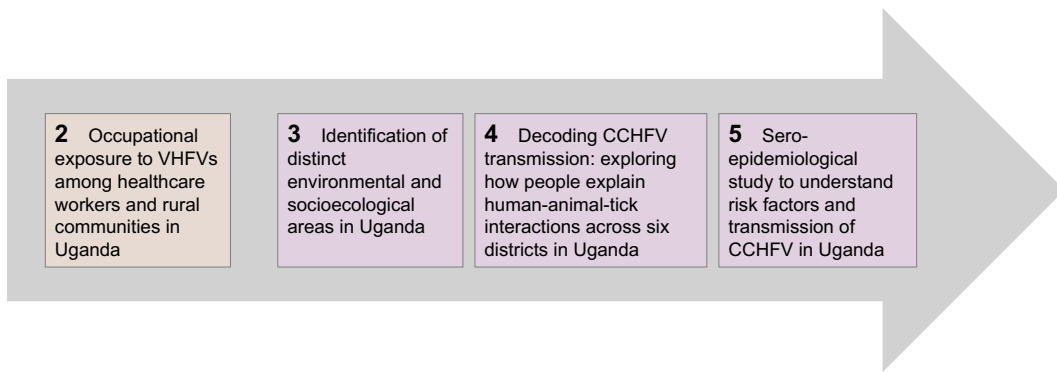 2 Occupational
exposure to VHFVs
among healthcare
workers and rural
communities in
Uganda
3 Identification of
distinct
environmental and
socioecological
areas in Uganda
4 Decoding CCHFV
transmission: exploring
how people explain
human-animal-tick
interactions across six
districts in Uganda
5 Sero-
epidemiological
study to understand
risk factors and
transmission of
CCHFV in Uganda